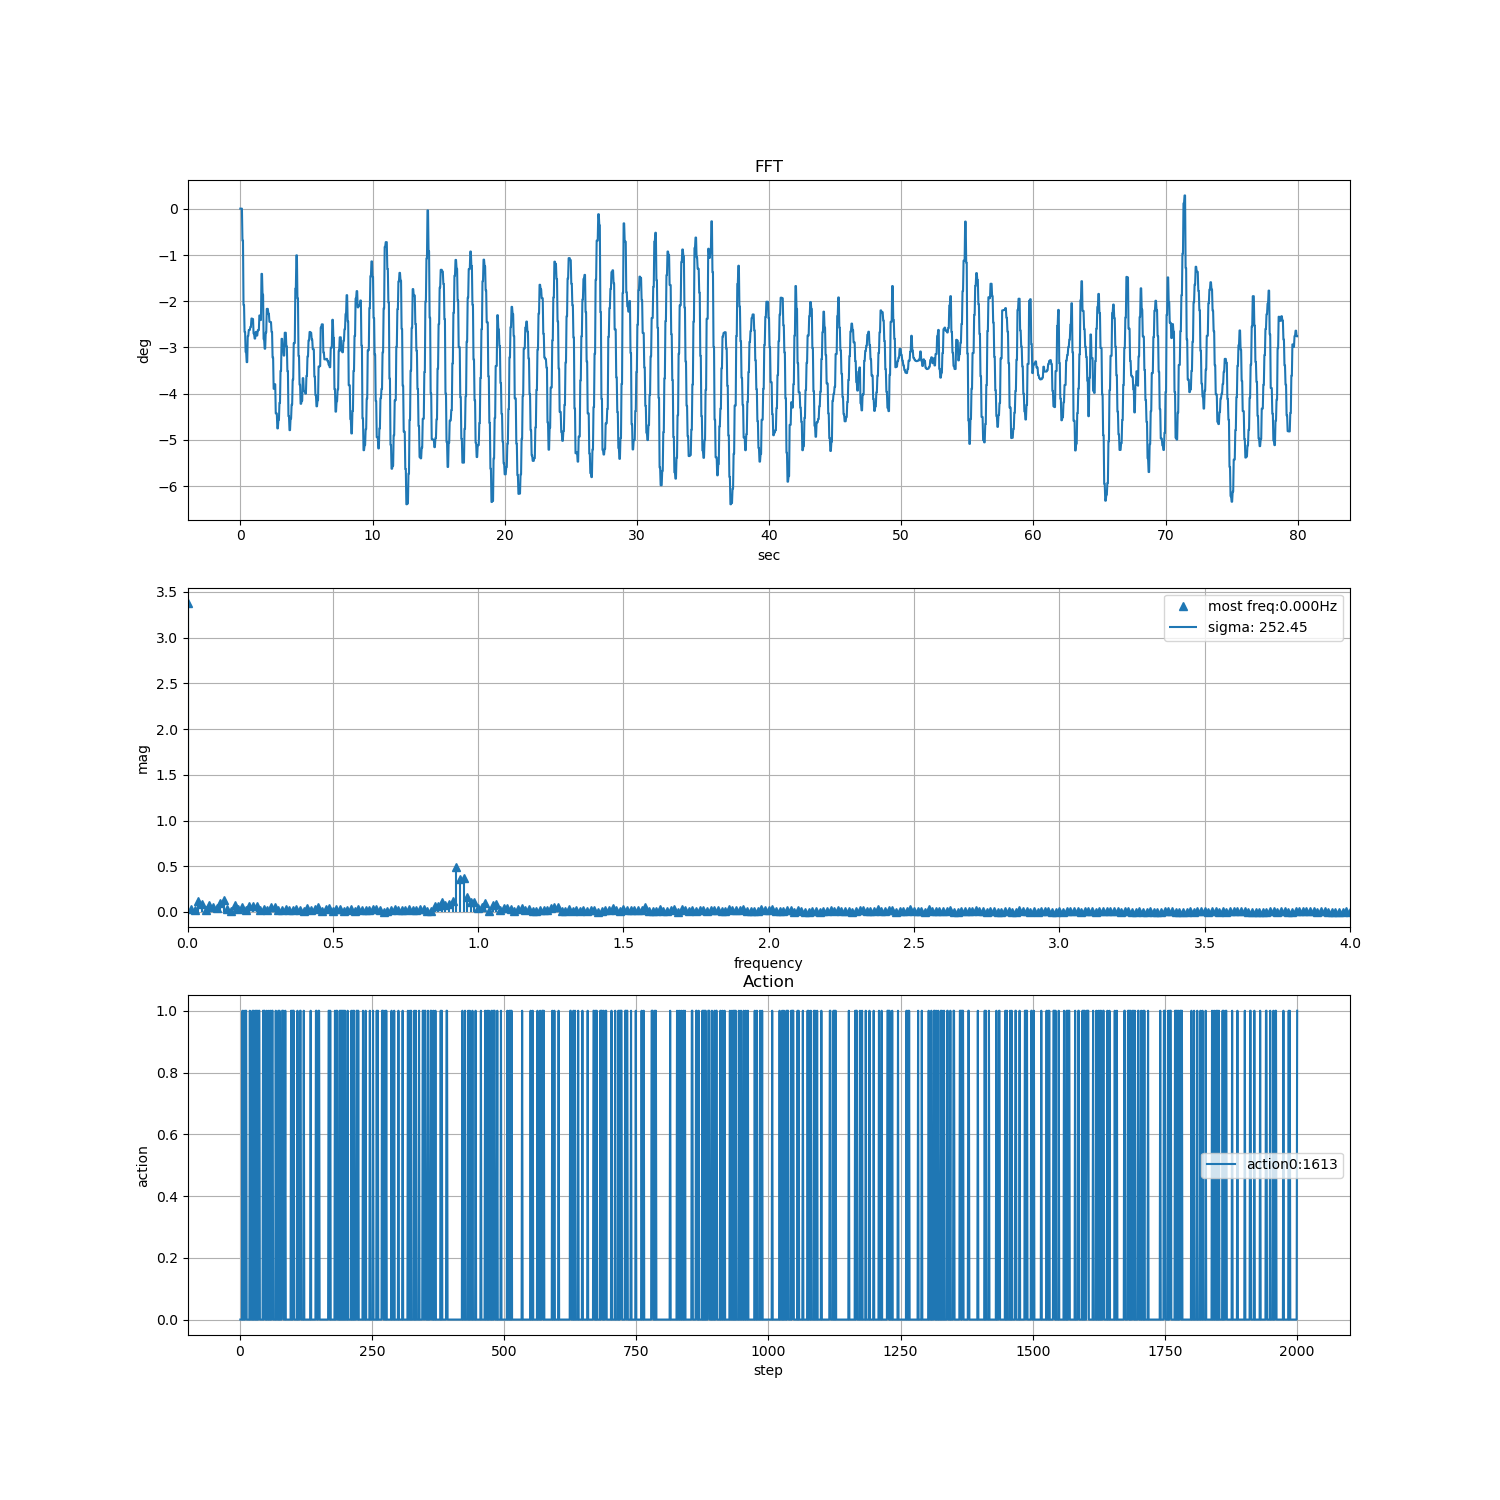 FFT
0
−1
−2
−3
−4
−5
−6
deg
0 10 20 30 40 50 60 70 80
sec
3.5
3.0
2.5
2.0
1.5
1.0
0.5
0.0
mag
most freq:0.000Hz
sigma: 252.45
0.0 0.5 1.0 1.5 2.0 2.5 3.0 3.5 4.0
frequency
Action
1.0
0.8
0.6
0.4
0.2
0.0
action
action0:1613
0 250 500 750 1000 1250 1500 1750 2000
step